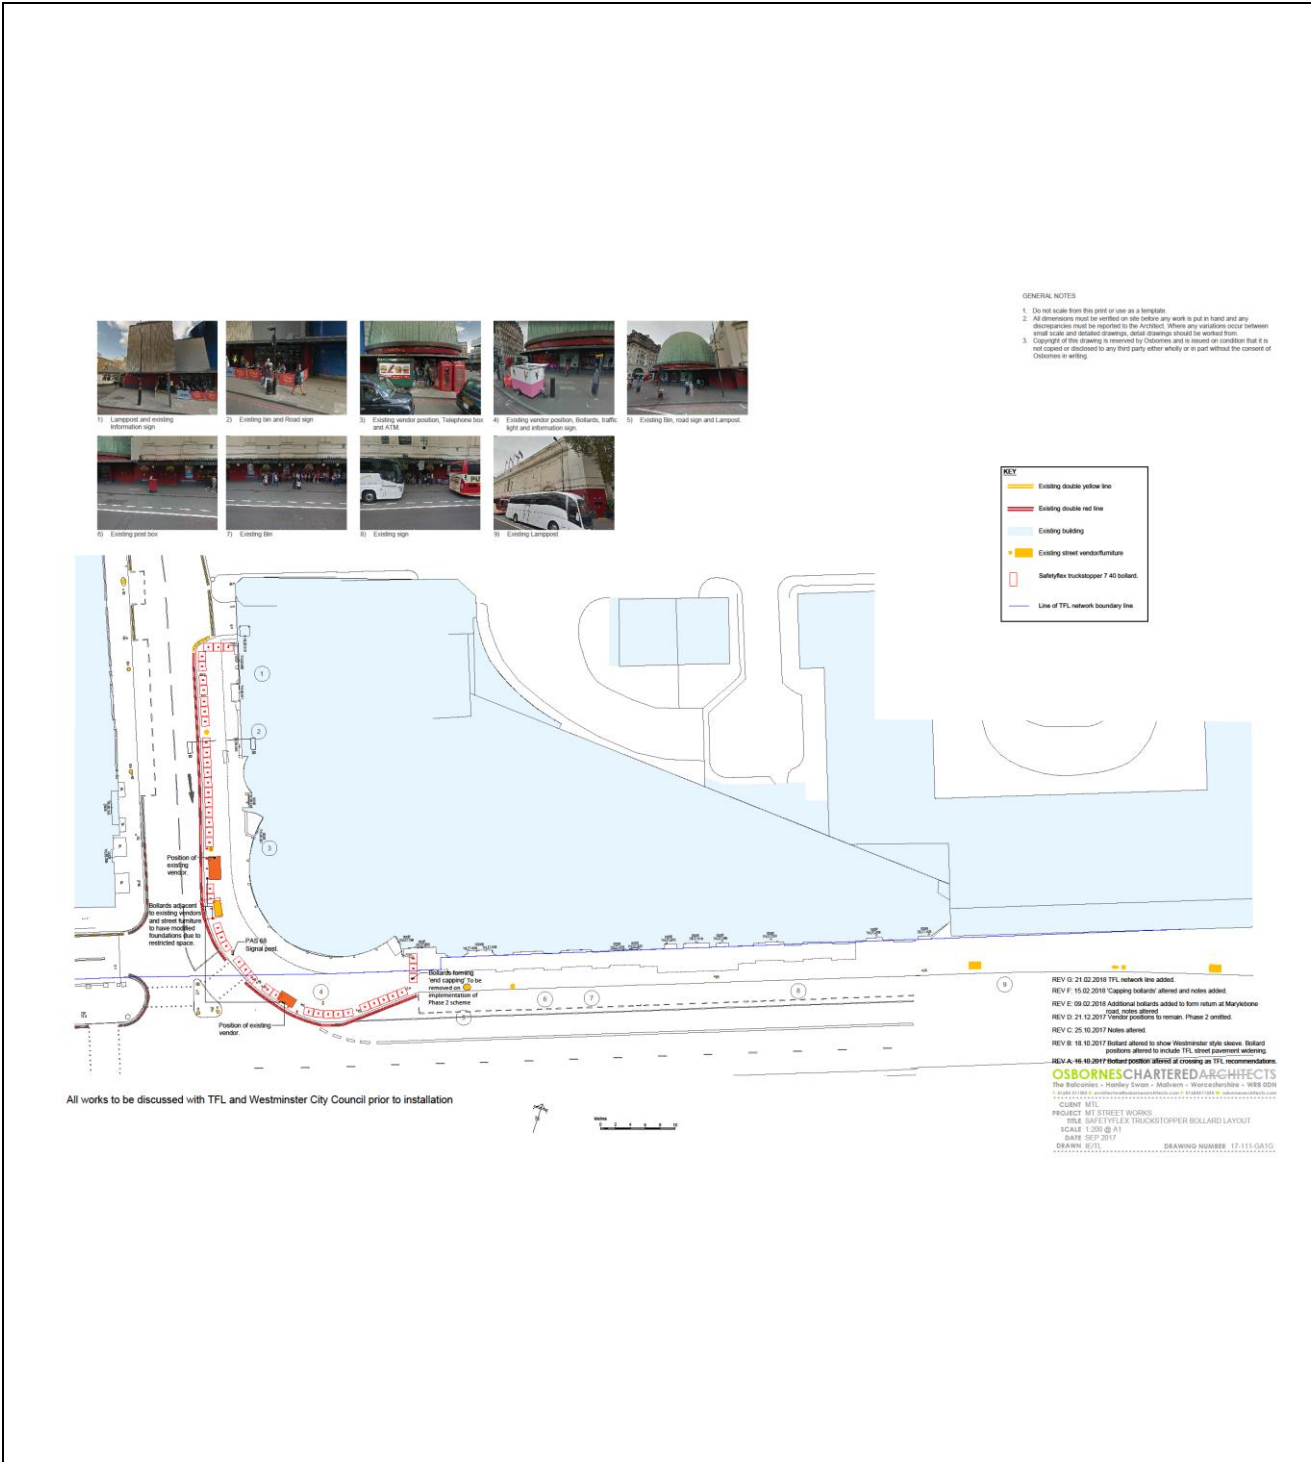 GENERAL NOTES
1. Do not scale from this print or use as a template.
2. All dimensions must be verified on site before any work is put in hand and any
discrepancies must be reported to the Architect. Where any variations occur between
small scale and detailed drawings, detail drawings should be worked from.
3. Copyright of this drawing is reserved by Osbornes and is issued on condition that it is
not copied or disclosed to any third party either wholly or in part without the consent of
Osbornes in writing.
1) Lamppost and existing
Information sign
2) Existing bin and Road sign
3) Existing vendor position, Telephone box
and ATM.
4) Existing vendor position, Bollards, traffic
light and information sign.
5) Existing Bin, road sign and Lampost.
6) Existing post box
7) Existing Bin
8) Existing sign
9) Existing Lamppost
KEY
Existing double yellow line
Existing double red line
Existing building
Existing street vendor/furniture
Safetyflex truckstopper 7 40 bollard.
Line of TFL network boundary line
1
2
3
Position of
existing
vendor.
Bollards adjacent
to existing vendors
and street furniture
to have modified
foundations due to
restricted space.
PAS 68
Signal post.
Bollards forming
'end capping' To be
removed on
implementation of
Phase 2 scheme
4
5
6
7
8
9
Position of existing
vendor.
REV G: 21.02.2018 TFL network line added.
REV F: 15.02.2018 'Capping bollards' altered and notes added.
REV E: 09.02.2018 Additional bollards added to form return at Marylebone
road, notes altered
REV D: 21.12.2017 Vendor positions to remain. Phase 2 omitted.
REV C: 25.10.2017 Notes altered.
REV B: 18.10.2017 Bollard altered to show Westminster style sleeve. Bollard
positions altered to include TFL street pavement widening.
REV A: 16.10.2017 Bollard position altered at crossing as TFL recommendations.
OSBORNESCHARTEREDARCHITECTS
The Balconies - Hanley Swan - Malvern - Worcestershire - WR8 0DN
CLIENT MTL
PROJECT MT STREET WORKS
TITLE SAFETYFLEX TRUCKSTOPPER BOLLARD LAYOUT
SCALE 1:200 @ A1
DATE SEP 2017
DRAWN IE/TL DRAWING NUMBER 17-111-GA1G
All works to be discussed with TFL and Westminster City Council prior to installation